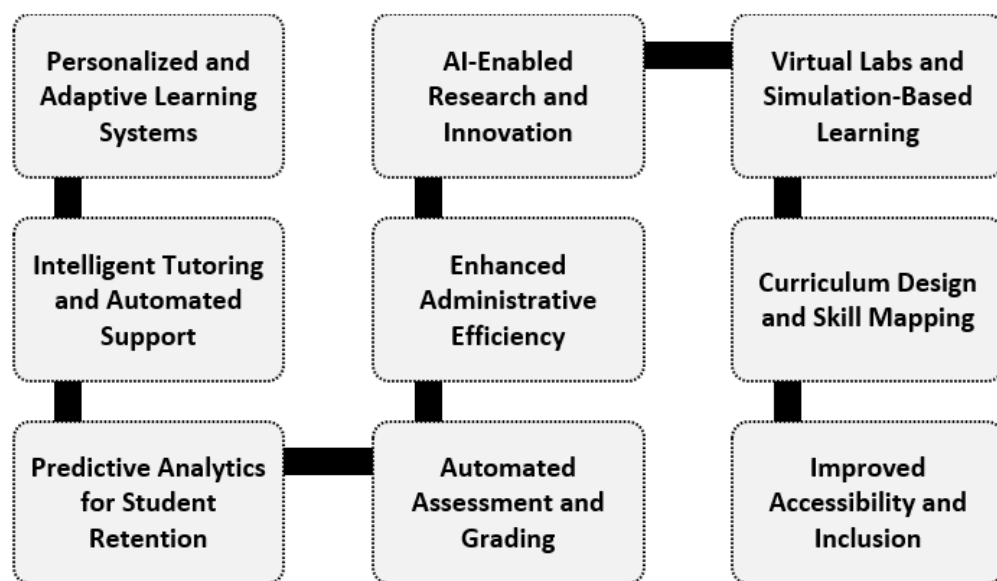 Personalized and
Adaptive Learning
Systems
Intelligent Tutoring
and Automated
Support
Predictive Analytics
for Student
Retention
Automated
Assessment and
Grading
Enhanced
Administrative
Efficiency
AI-Enabled
Research and
Innovation
Virtual Labs and
Simulation-Based
Learning
Curriculum Design
and Skill Mapping
Improved
Accessibility and
Inclusion